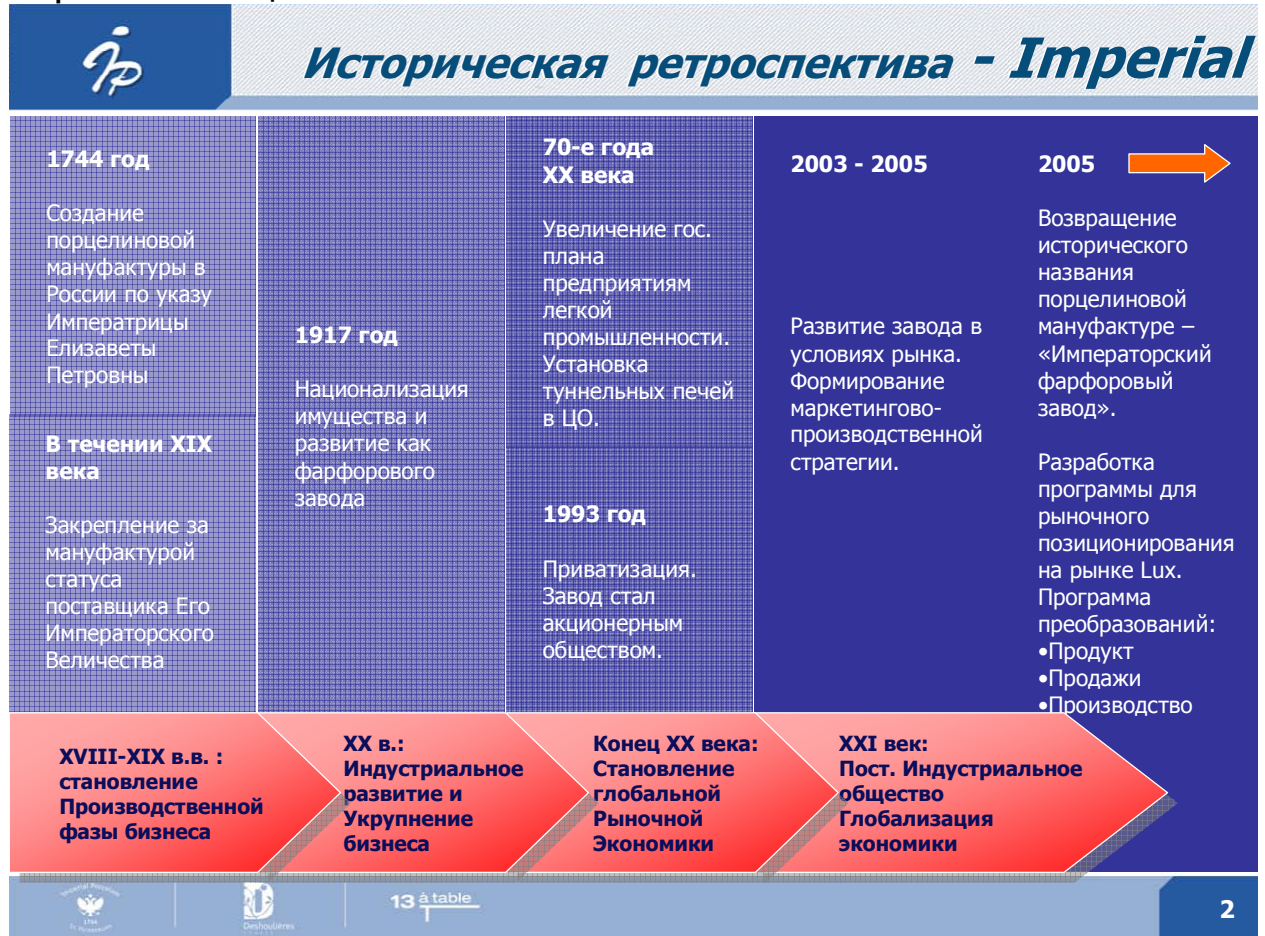 Историческая ретроспектива - Imperial
1744 год
Создание
порцелиновой
мануфактуры в
России по указу
Императрицы
Елизаветы
Петровны
В течении XIX
века
Закрепление за
мануфактурой
статуса
поставщика Его
Императорского
Величества
1917 год
Национализация
имущества и
развитие как
фарфорового
завода
70-е года
XX века
Увеличение гос.
плана
предприятиям
легкой
промышленности.
Установка
туннельных печей
в ЦО.
1993 год
Приватизация.
Завод стал
акционерным
обществом.
2003 - 2005
Развитие завода в
условиях рынка.
Формирование
маркетингово-
производственной
стратегии.
2005
Возвращение
исторического
названия
порцелиновой
мануфактуре –
«Императорский
фарфоровый
завод».
Разработка
программы для
рыночного
позиционирования
на рынке Lux.
Программа
преобразований:
•Продукт
•Продажи
•Производство
XVIII-XIX в.в. :
становление
Производственной
фазы бизнеса
XX в.:
Индустриальное
развитие и
Укрупнение
бизнеса
Конец XX века:
Становление
глобальной
Рыночной
Экономики
XXI век:
Пост. Индустриальное
общество
Глобализация
экономики
Imperial Porcelain
1744
Deshoulières
13 à table
2